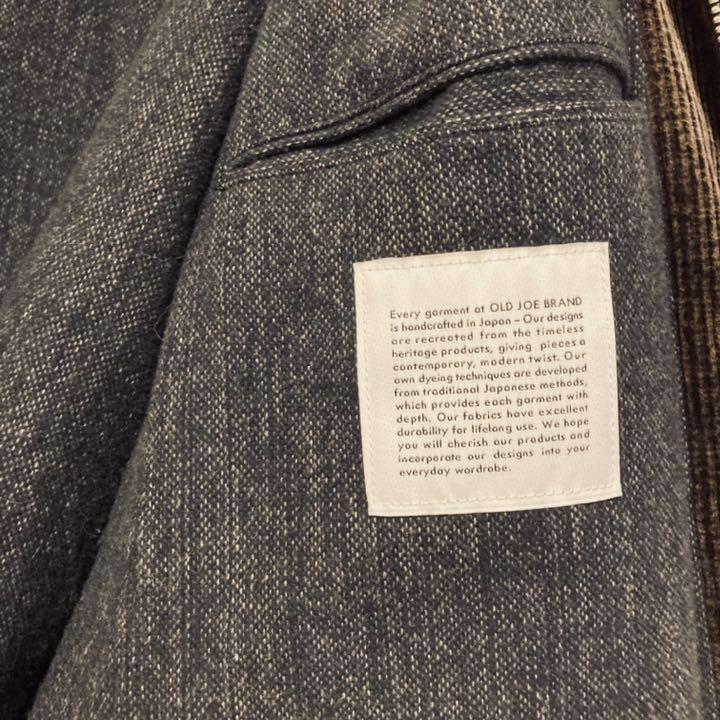 Every garment at OLD JOE BRAND
is handcrafted in Japan – Our designs
are recreated from the timeless
heritage products, giving pieces a
contemporary, modern twist. Our
own dyeing techniques are developed
from traditional Japanese methods,
which provides each garment with
depth. Our fabrics have excellent
durability for lifelong use. We hope
you will cherish our products and
incorporate our designs into your
everyday wardrobe.